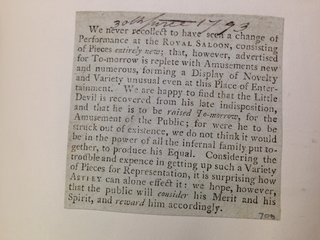 30 April 1793
We never recollect to have seen a change of
Performance at the ROYAL SALOON, consisting
of Pieces entirely new; that, however, advertised
for To-morrow is replete with Amusements new
and numerous, forming a Display of Novelty
and Variety unusual even at this Place of Enter-
tainment. We are happy to find that the Little
Devil is recovered from his late indisposition,
and that he is to be raised To-morrow, for the
Amusement of the Public; for were he to be
struck out of existence, we do not think it would
be in the power of all the infernal family put to-
gether, to produce his Equal. Considering the
trouble and expence in getting up such a Variety
of Pieces for Representation, it is surprising how
ASTLEY can alone effect it: we hope, however,
that the public will consider his Merit and his
Spirit, and reward him accordingly.